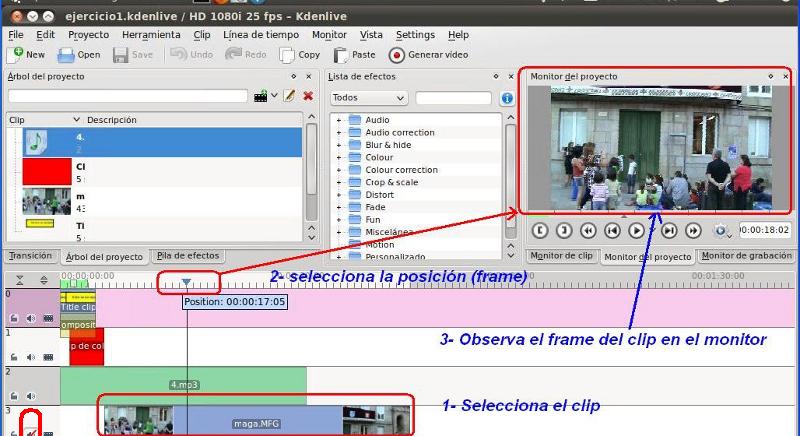 ejercicio1.kdenlive / HD 1080i 25 fps – Kdenlive
File Edit Proyecto Herramienta Clip Línea de tiempo Monitor Vista Settings Help
New Open Save Undo Redo Copy Paste Generar vídeo
Árbol del proyecto
Clip Descripción
4.
2
Cl
5 s
m
43
Ti
5 s
Transición Árbol del proyecto Pila de efectos
Lista de efectos
Todos
Audio
Audio correction
Blur & hide
Colour
Colour correction
Crop & scale
Distort
Fade
Fun
Miscelánea
Motion
Personalizado
Monitor del proyecto
00:00:18:02
Monitor de clip Monitor del proyecto Monitor de grabación
00:00:00:00
00:01:30:00
2- selecciona la posición (frame)
Position: 00:00:17:05
0
Title clip
omposit
3- Observa el frame del clip en el monitor
1
p de col
2
4.mp3
1- Selecciona el clip
3
maga.MFG